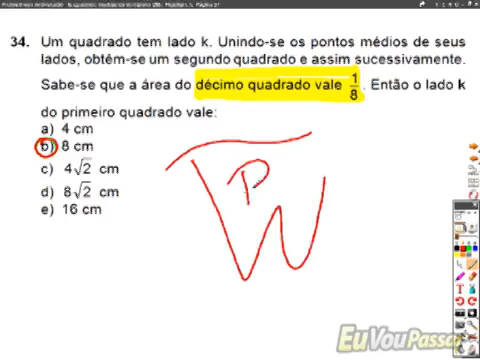 34. Um quadrado tem lado k. Unindo-se os pontos médios de seus
lados, obtém-se um segundo quadrado e assim sucessivamente.
Sabe-se que a área do décimo quadrado vale 1/8. Então o lado k
do primeiro quadrado vale:
a) 4 cm
b) 8 cm
c) 4√2 cm
d) 8√2 cm
e) 16 cm
P
EuVouPassar